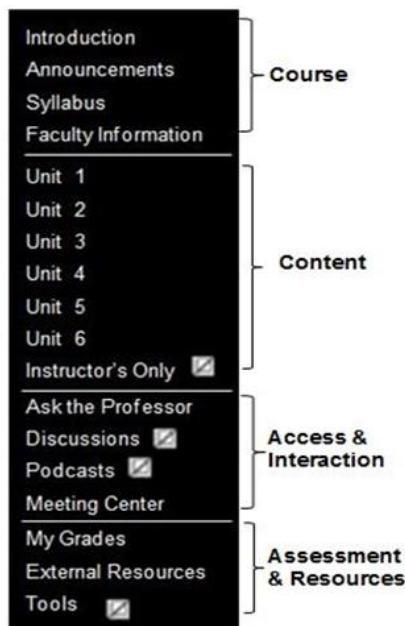 Introduction
Announcements
Syllabus
Faculty Information
Course
Unit 1
Unit 2
Unit 3
Unit 4
Unit 5
Unit 6
Instructor's Only
Content
Ask the Professor
Discussions
Podcasts
Meeting Center
Access &
Interaction
My Grades
External Resources
Tools
Assessment
& Resources